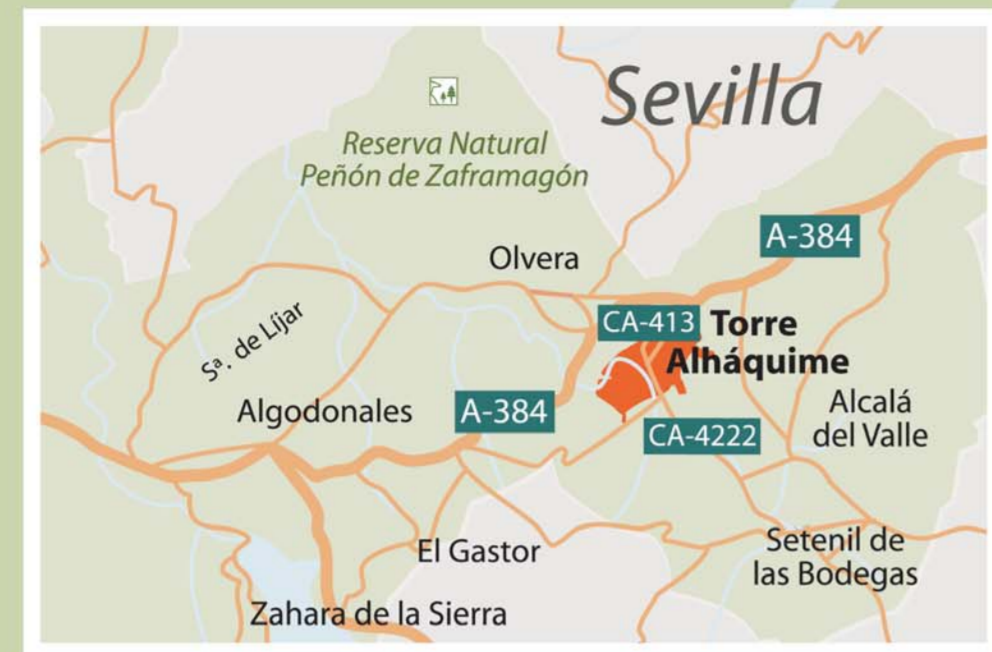 Sevilla
Reserva Natural
Peñón de Zaframagón
A-384
Olvera
CA-413
Torre
Alháquime
Sª. de Líjar
Algodonales
A-384
Alcalá
del Valle
CA-4222
El Gastor
Setenil de
las Bodegas
Zahara de la Sierra